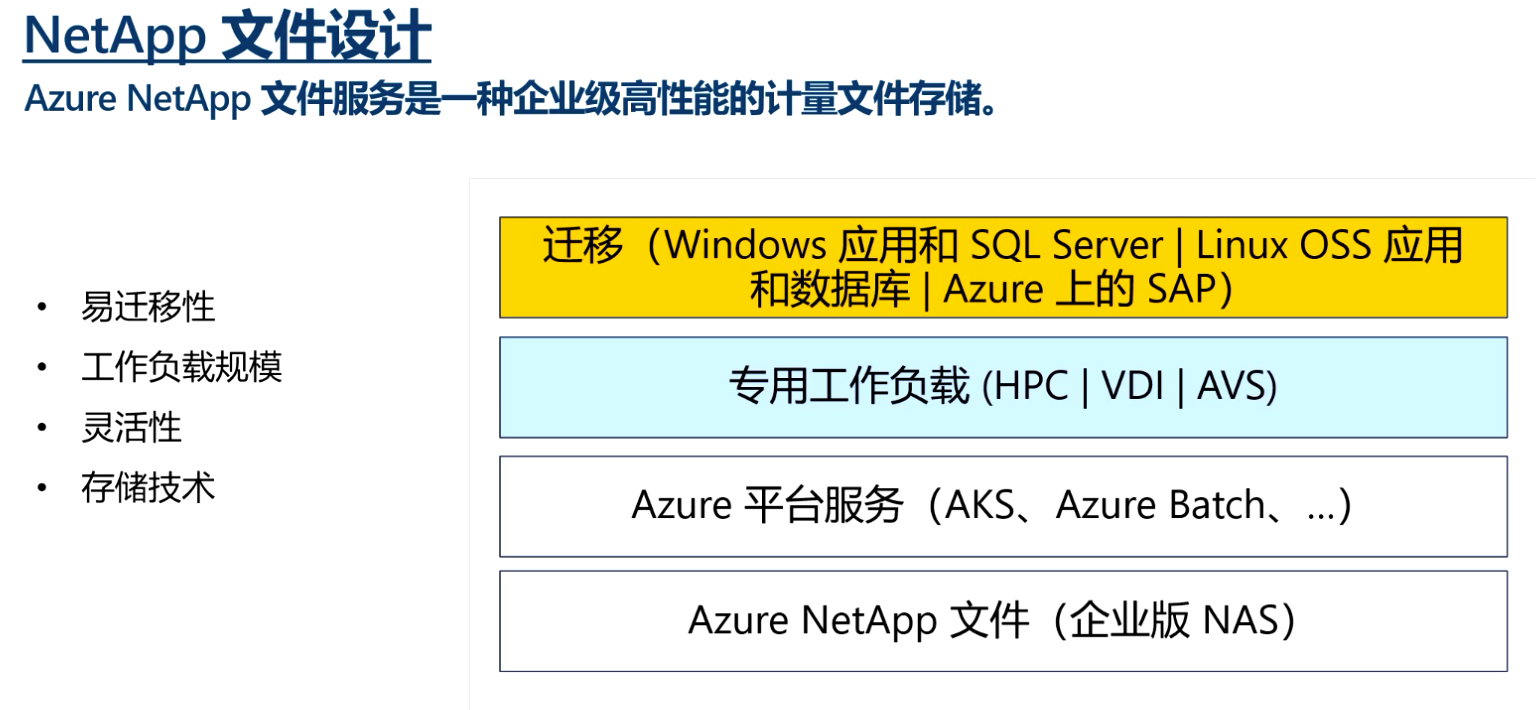 NetApp 文件设计
Azure NetApp 文件服务是一种企业级高性能的计量文件存储。
• 易迁移性
• 工作负载规模
• 灵活性
• 存储技术
迁移（Windows 应用和 SQL Server | Linux OSS 应用
和数据库 | Azure 上的 SAP）
专用工作负载 (HPC | VDI | AVS)
Azure 平台服务（AKS、Azure Batch、...）
Azure NetApp 文件（企业版 NAS）